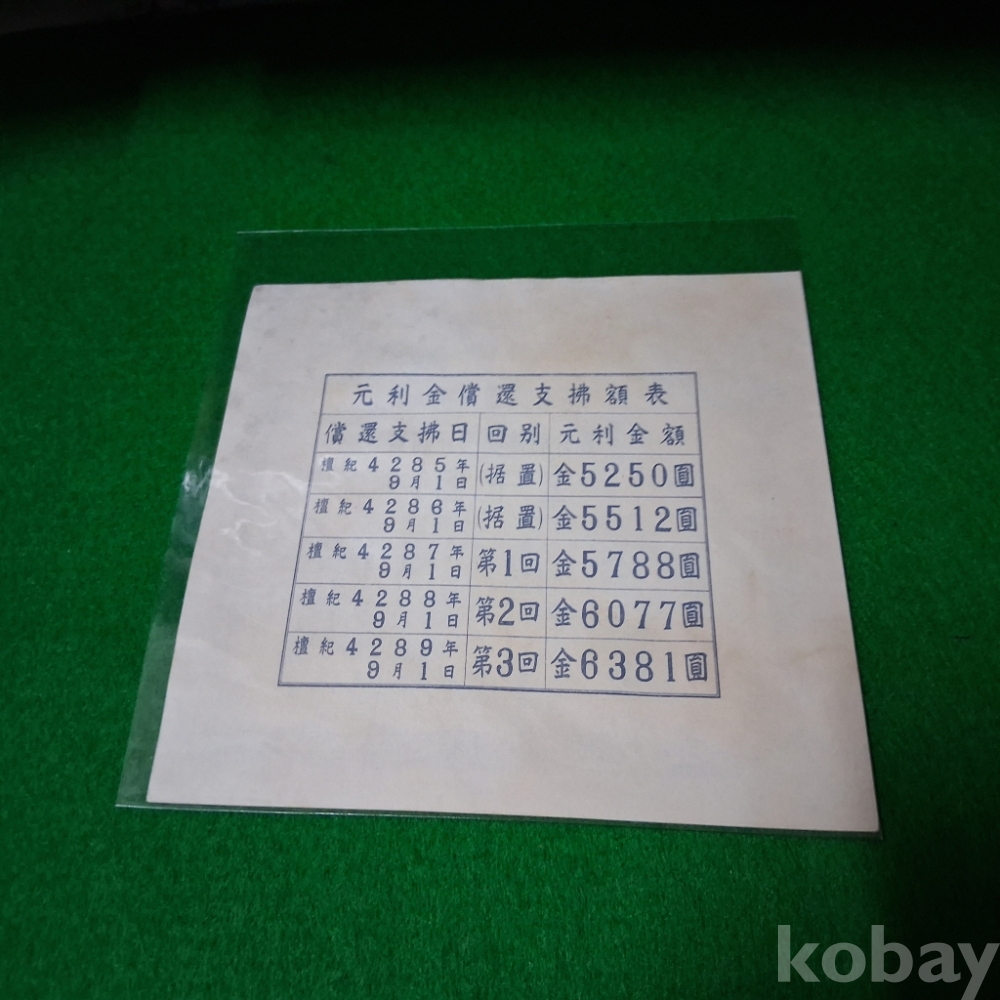 元利金償還支拂額表
償還支拂日 回別 元利金額
檀紀4285年9月1日 (据置) 金5250圓
檀紀4286年9月1日 (据置) 金5512圓
檀紀4287年9月1日 第1回 金5788圓
檀紀4288年9月1日 第2回 金6077圓
檀紀4289年9月1日 第3回 金6381圓
kobay